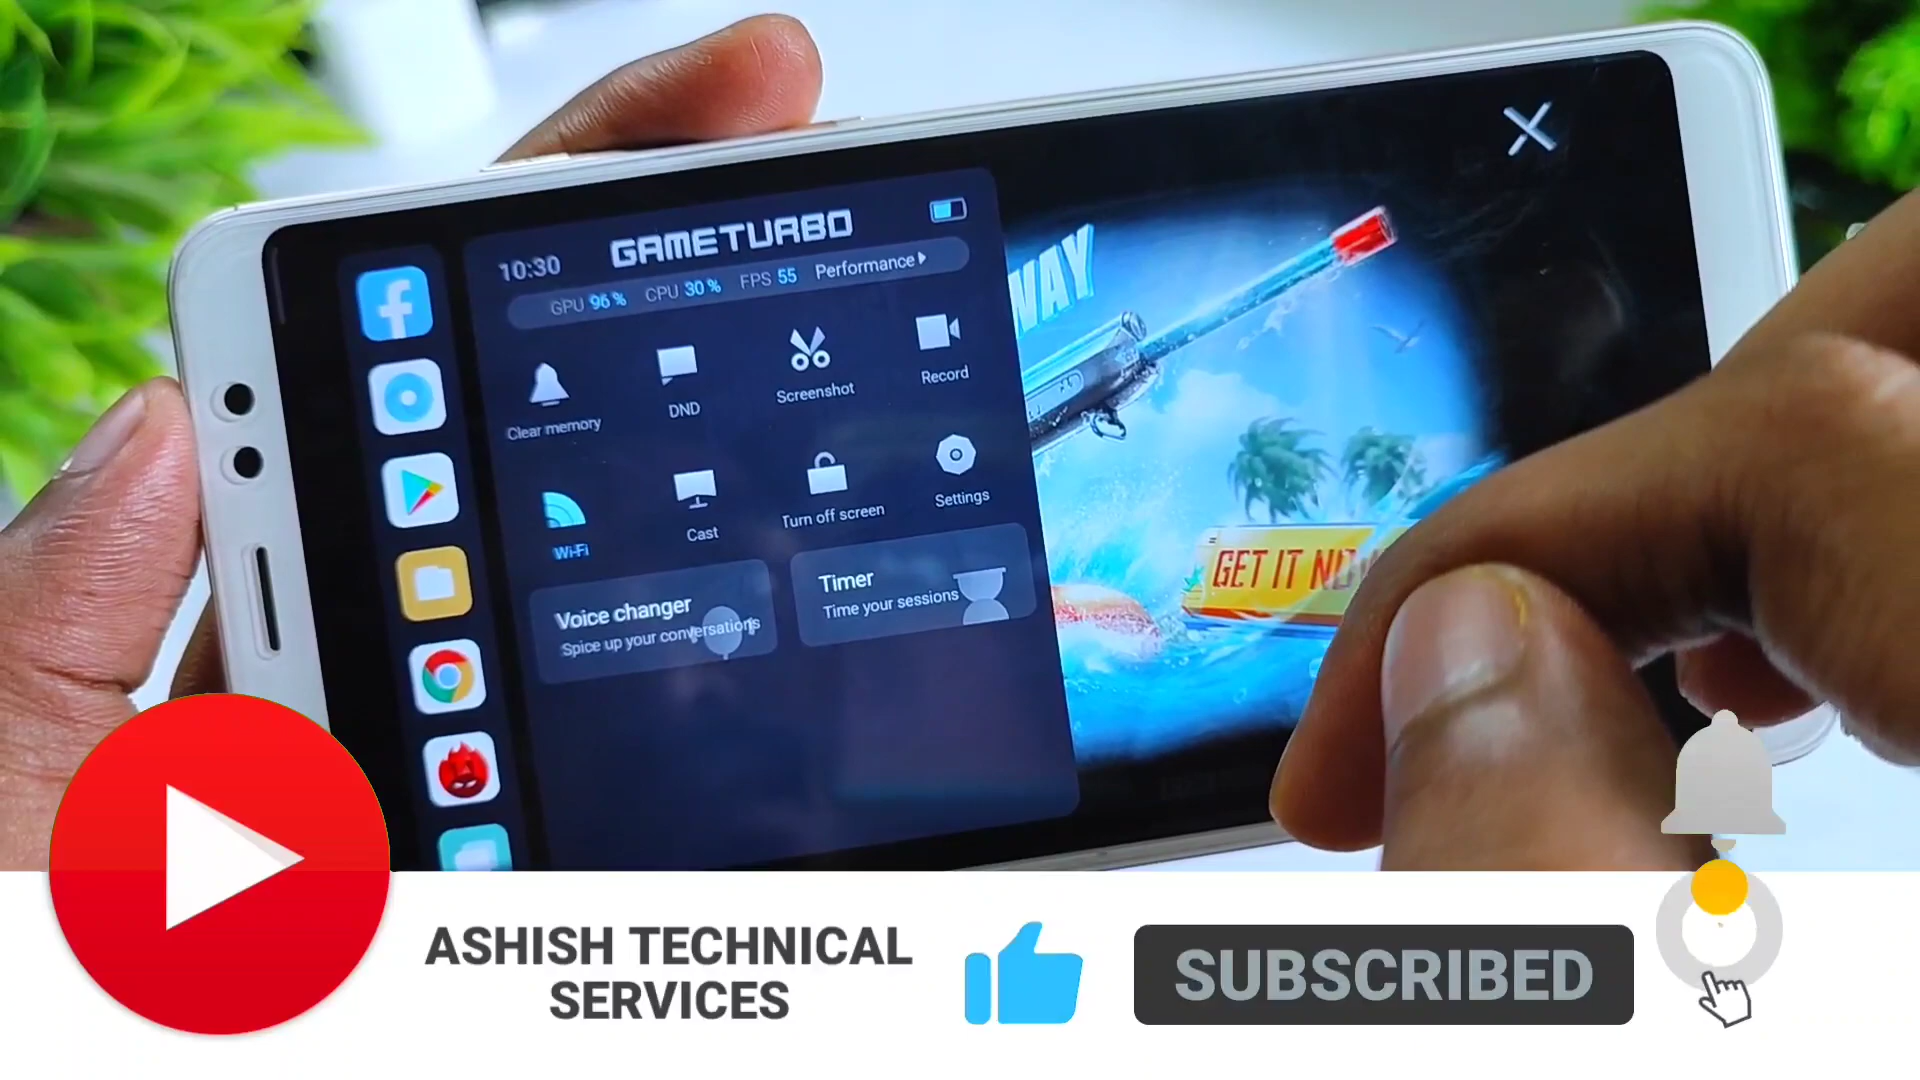 10:30 GAMETURBO
GPU 96 % CPU 30 % FPS 55 Performance
Clear memory DND Screenshot Record
Wi-Fi Cast Turn off screen Settings
Voice changer
Spice up your conversations
Timer
Time your sessions
WAY
GET IT NO
ASHISH TECHNICAL
SERVICES
SUBSCRIBED